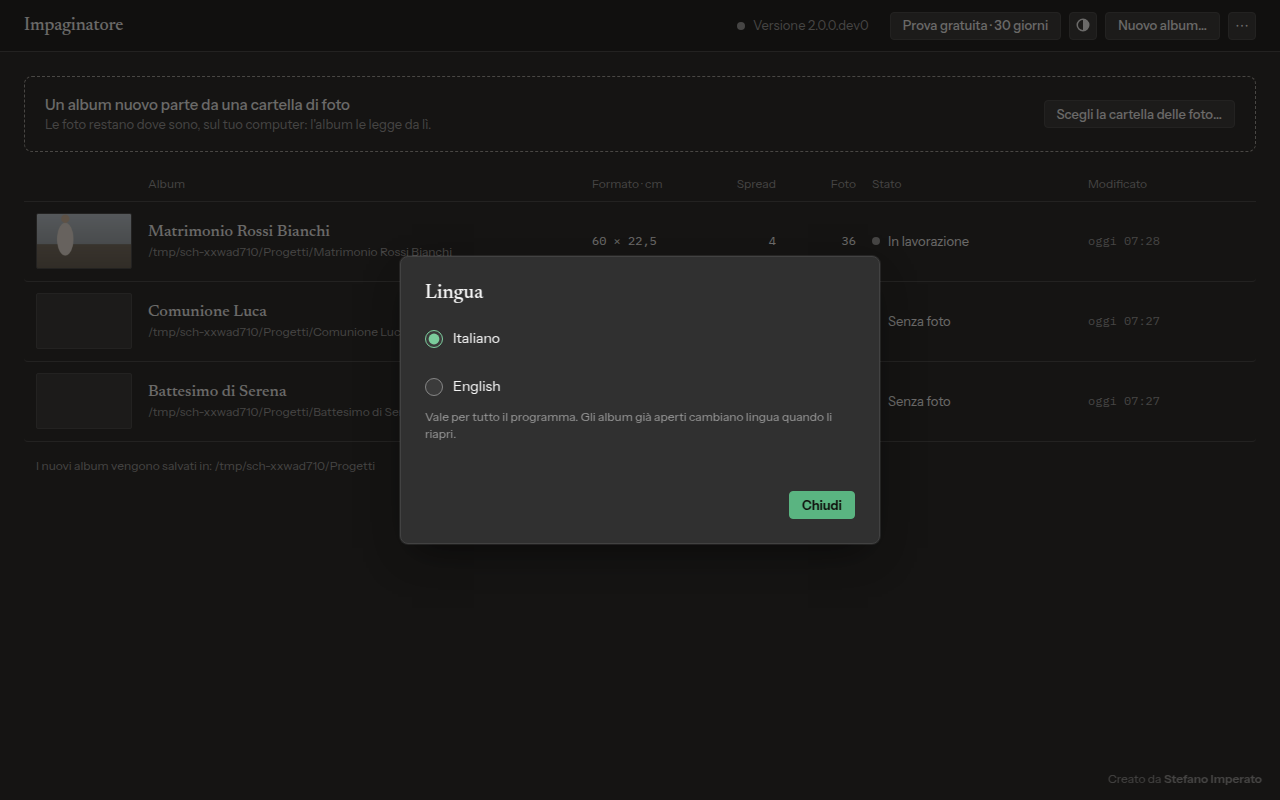 Impaginatore
Versione 2.0.0.dev0
Prova gratuita · 30 giorni
Nuovo album...
...
Un album nuovo parte da una cartella di foto
Le foto restano dove sono, sul tuo computer: l'album le legge da lì.
Scegli la cartella delle foto...
Album Formato · cm Spread Foto Stato Modificato
Matrimonio Rossi Bianchi
/tmp/sch-xxwad710/Progetti/Matrimonio Rossi Bianchi
60 × 22,5 4 36 In lavorazione oggi 07:28
Comunione Luca
/tmp/sch-xxwad710/Progetti/Comunione
Senza foto oggi 07:27
Battesimo di Serena
/tmp/sch-xxwad710/Progetti/Battesimo di
Senza foto oggi 07:27
I nuovi album vengono salvati in: /tmp/sch-xxwad710/Progetti
Lingua
Italiano
English
Vale per tutto il programma. Gli album già aperti cambiano lingua quando li
riapri.
Chiudi
Creato da Stefano Imperato